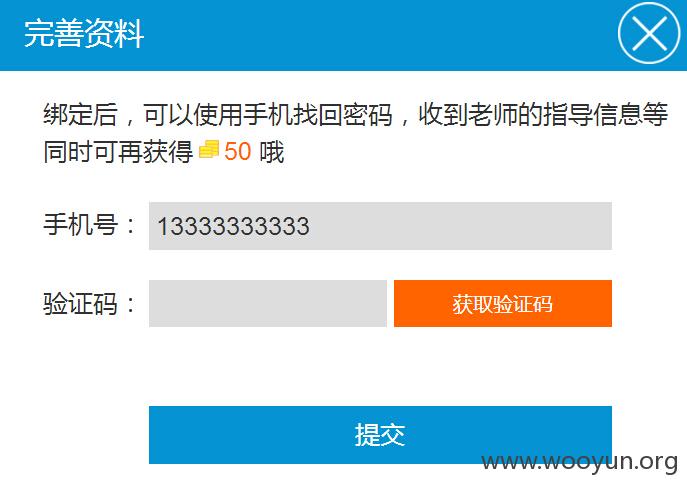 完善资料
绑定后，可以使用手机找回密码，收到老师的指导信息等
同时可再获得 50 哦
手机号： 13333333333
验证码： 获取验证码
提交
www.wooyun.org